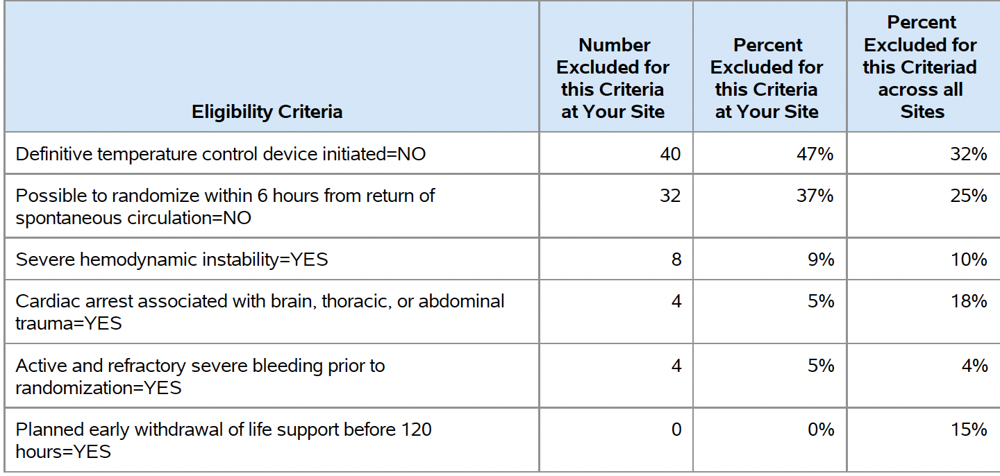 Eligibility Criteria
Number
Excluded for
this Criteria
at Your Site
Percent
Excluded for
this Criteria
at Your Site
Percent
Excluded for
this Criteriad
across all
Sites
Definitive temperature control device initiated=NO
40
47%
32%
Possible to randomize within 6 hours from return of
spontaneous circulation=NO
32
37%
25%
Severe hemodynamic instability=YES
8
9%
10%
Cardiac arrest associated with brain, thoracic, or abdominal
trauma=YES
4
5%
18%
Active and refractory severe bleeding prior to
randomization=YES
4
5%
4%
Planned early withdrawal of life support before 120
hours=YES
0
0%
15%